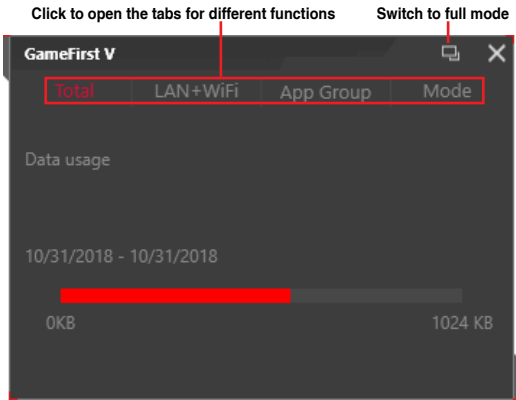 Click to open the tabs for different functions Switch to full mode
GameFirst V
Total LAN+WiFi App Group Mode
Data usage
10/31/2018 - 10/31/2018
0KB 1024 KB